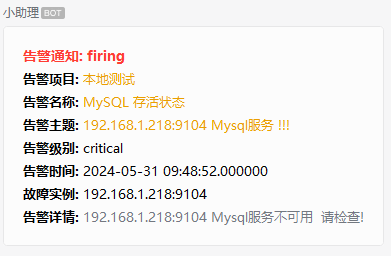 小助理 BOT
告警通知: firing
告警项目: 本地测试
告警名称: MySQL 存活状态
告警主题: 192.168.1.218:9104 Mysql服务 !!!
告警级别: critical
告警时间: 2024-05-31 09:48:52.000000
故障实例: 192.168.1.218:9104
告警详情: 192.168.1.218:9104 Mysql服务不可用  请检查!